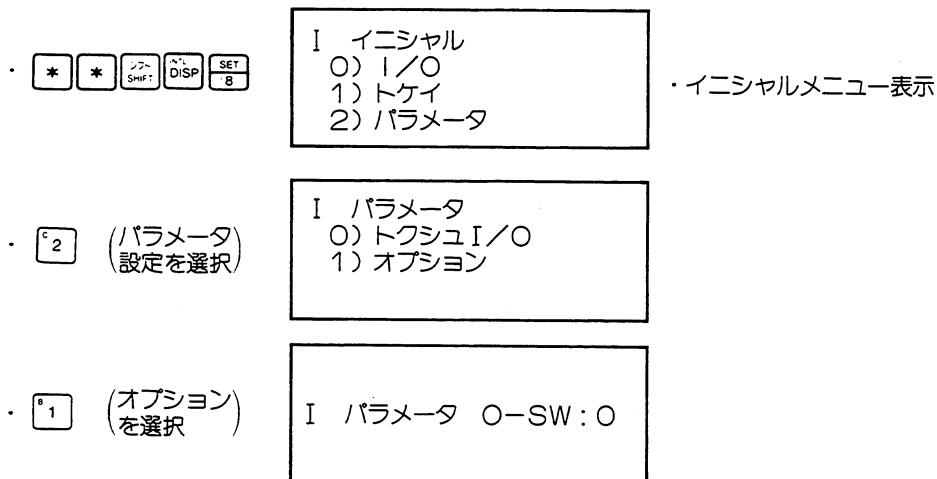 ・ * * シフト SHIFT DISP SET 8
I イニシャル
0) I/O
1) トケイ
2) パラメータ
・イニシャルメニュー表示
・ C 2 (パラメータ
設定を選択)
I パラメータ
0) トクシュI/O
1) オプション
・ B 1 (オプション
を選択)
I パラメータ O-SW:0